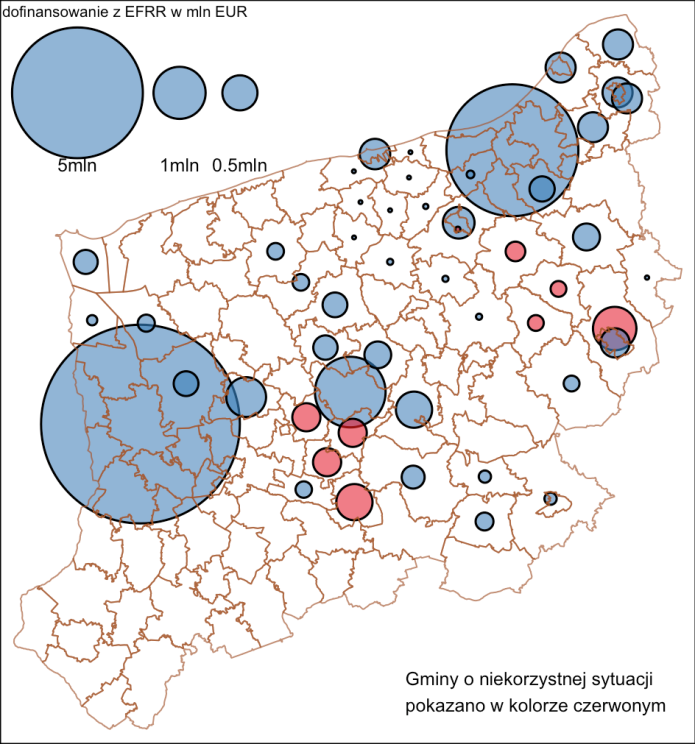 dofinansowanie z EFRR w mln EUR
5mln 1mln 0.5mln
Gminy o niekorzystnej sytuacji
pokazano w kolorze czerwonym